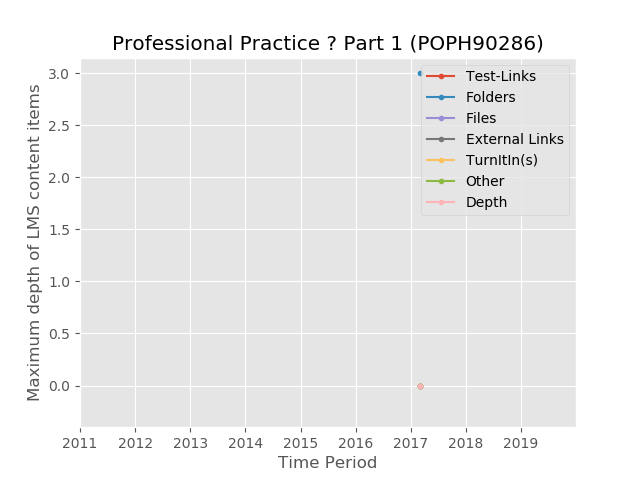 Professional Practice ? Part 1 (POPH90286)
Maximum depth of LMS content items
3.0
2.5
2.0
1.5
1.0
0.5
0.0
Test-Links
Folders
Files
External Links
TurnItIn(s)
Other
Depth
2011 2012 2013 2014 2015 2016 2017 2018 2019
Time Period